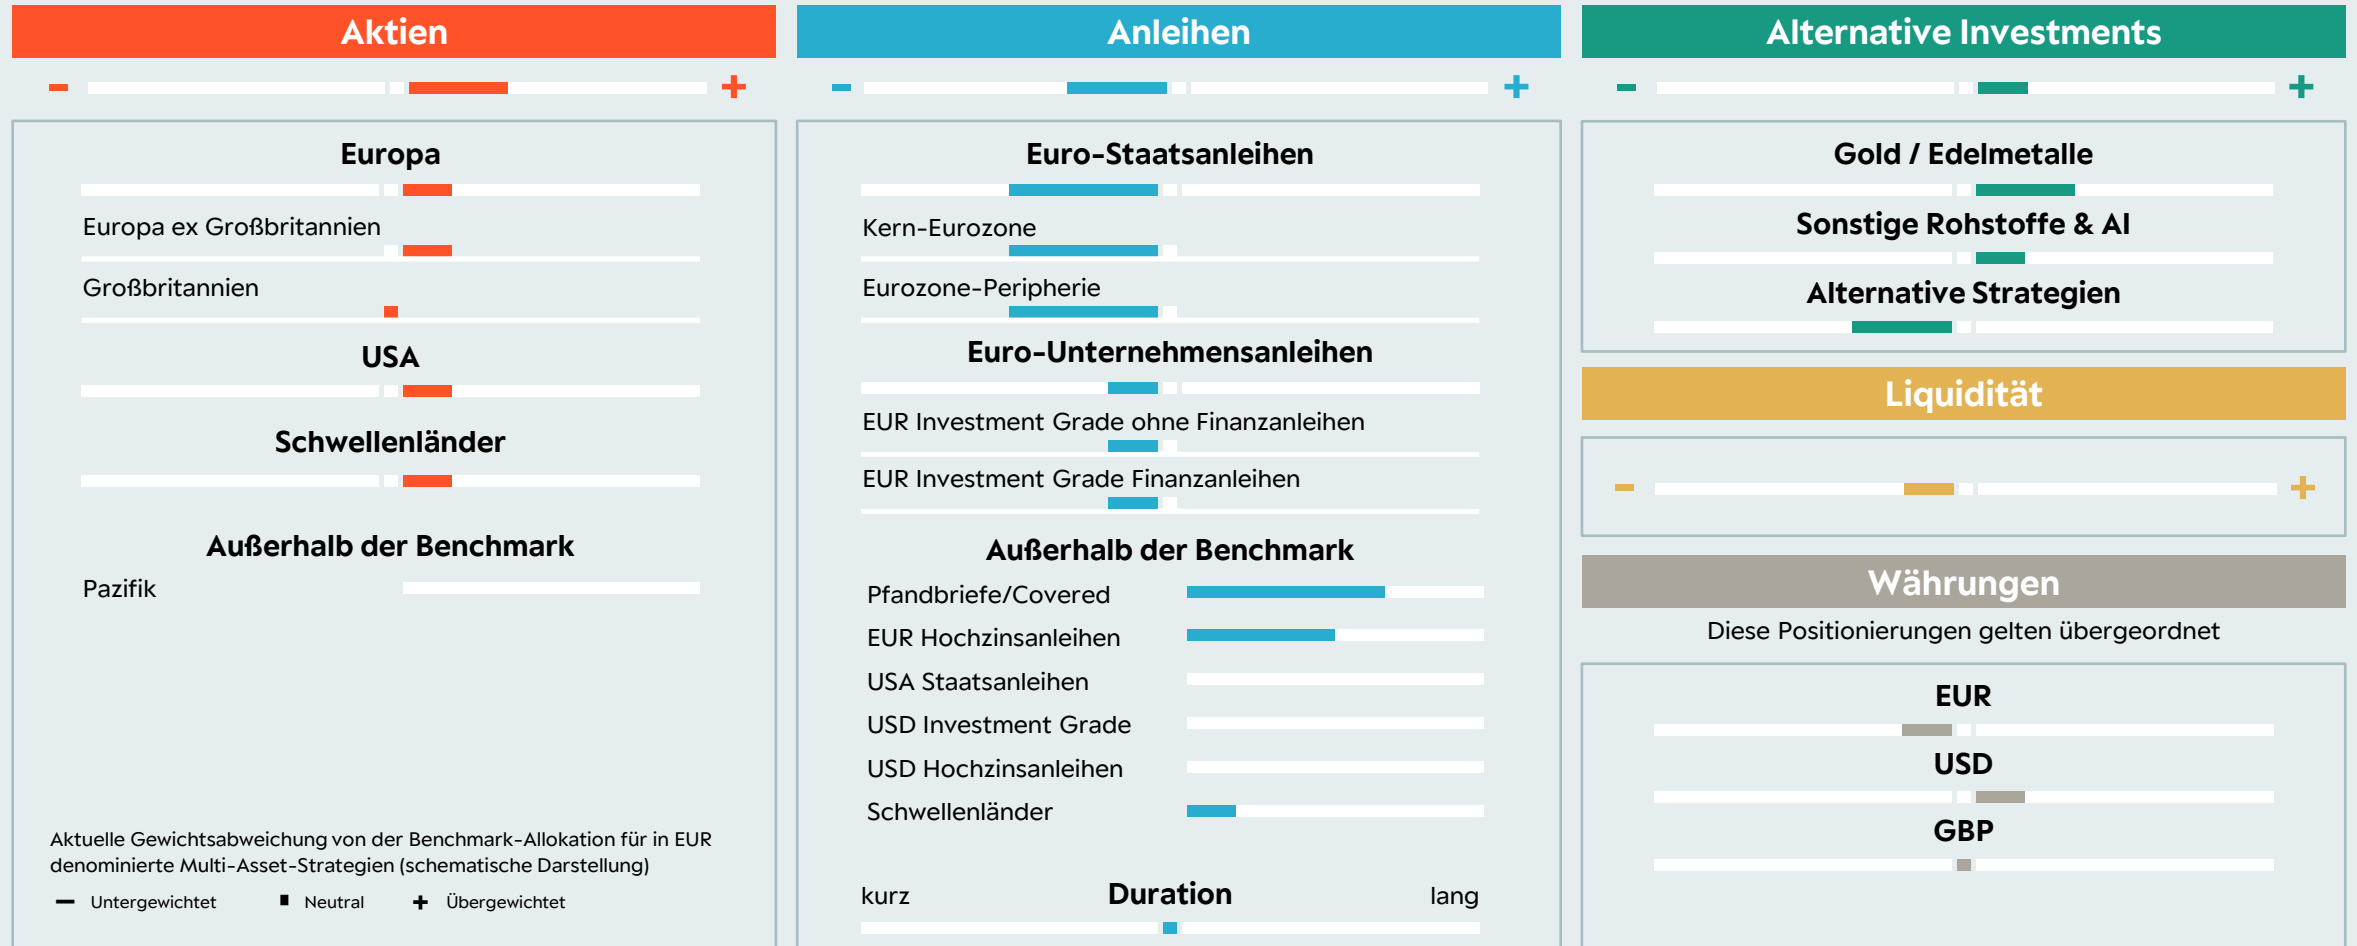 Aktien
- +
Europa
Europa ex Großbritannien
Großbritannien
USA
Schwellenländer
Außerhalb der Benchmark
Pazifik
Aktuelle Gewichtsabweichung von der Benchmark-Allokation für in EUR
denominierte Multi-Asset-Strategien (schematische Darstellung)
– Untergewichtet ▪ Neutral + Übergewichtet
Anleihen
- +
Euro-Staatsanleihen
Kern-Eurozone
Eurozone-Peripherie
Euro-Unternehmensanleihen
EUR Investment Grade ohne Finanzanleihen
EUR Investment Grade Finanzanleihen
Außerhalb der Benchmark
Pfandbriefe/Covered
EUR Hochzinsanleihen
USA Staatsanleihen
USD Investment Grade
USD Hochzinsanleihen
Schwellenländer
kurz Duration lang
Alternative Investments
- +
Gold / Edelmetalle
Sonstige Rohstoffe & AI
Alternative Strategien
Liquidität
- +
Währungen
Diese Positionierungen gelten übergeordnet
EUR
USD
GBP